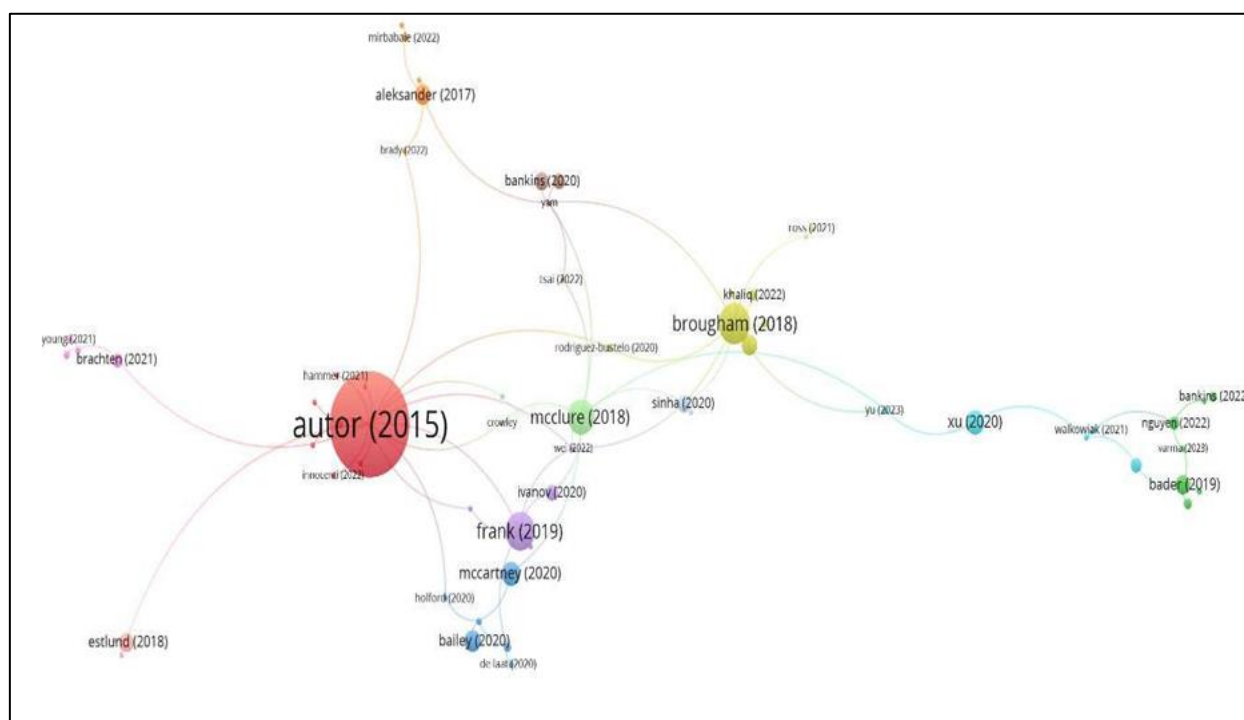 mirbabaie (2022)
aleksander (2017)
brady (2022)
bankins (2020)
yam
ross (2021)
tsai (2022)
khaliq (2022)
brougham (2018)
young (2021)
brachten (2021)
rodriguez-bustelo (2020)
hammer (2021)
autor (2015)
crowley
mcclure (2018)
sinha (2020)
yu (2023)
xu (2020)
bankins (2022
nguyen (2022)
walkowiak (2021)
varma (2023)
bader (2019)
wei (2022)
innocenti (2022)
ivanov (2020)
frank (2019)
mccartney (2020)
holford (2020)
estlund (2018)
bailey (2020)
de laat (2020)